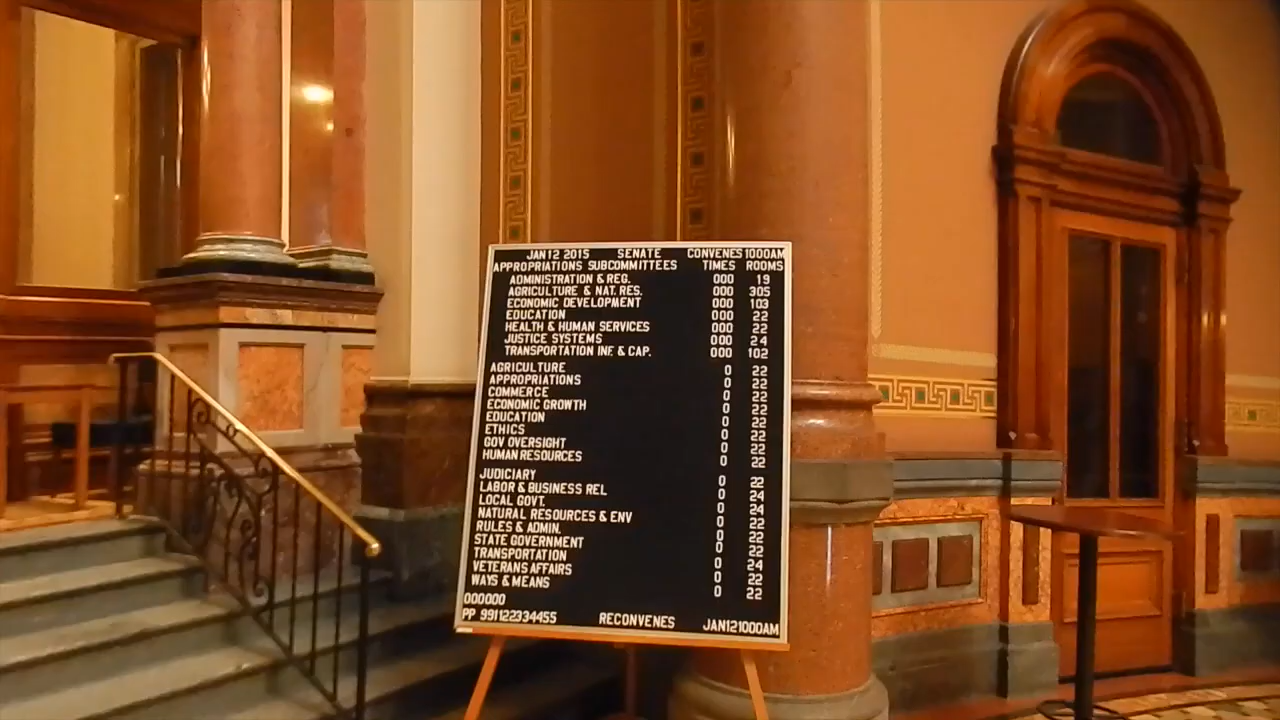 JAN 12 2015 SENATE CONVENES 1000AM
APPROPRIATIONS SUBCOMMITTEES TIMES ROOMS
ADMINISTRATION & REG. 000 19
AGRICULTURE & NAT. RES. 000 305
ECONOMIC DEVELOPMENT 000 103
EDUCATION 000 22
HEALTH & HUMAN SERVICES 000 22
JUSTICE SYSTEMS 000 24
TRANSPORTATION INF. & CAP. 000 102
AGRICULTURE 0 22
APPROPRIATIONS 0 22
COMMERCE 0 22
ECONOMIC GROWTH 0 22
EDUCATION 0 22
ETHICS 0 22
GOV OVERSIGHT 0 22
HUMAN RESOURCES 0 22
JUDICIARY 0 22
LABOR & BUSINESS REL 0 24
LOCAL GOVT. 0 24
NATURAL RESOURCES & ENV 0 22
RULES & ADMIN. 0 22
STATE GOVERNMENT 0 22
TRANSPORTATION 0 24
VETERANS AFFAIRS 0 22
WAYS & MEANS 0 22
000000
PP 991122334455 RECONVENES JAN121000AM